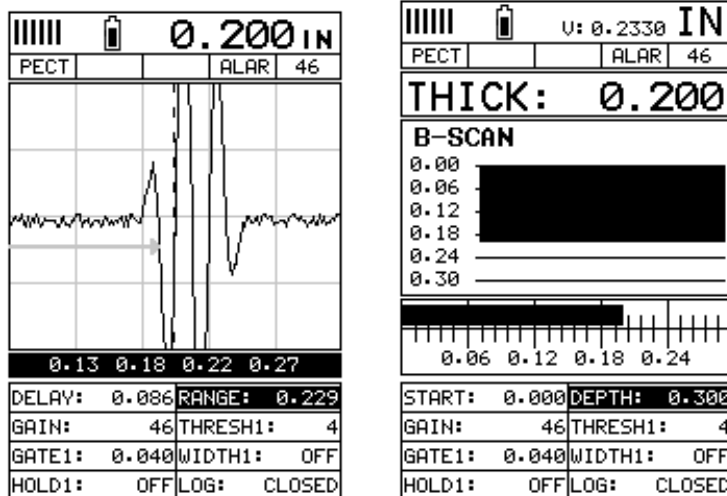 0.200 IN
PECT ALAR 46
0.13 0.18 0.22 0.27
DELAY: 0.086 RANGE: 0.229
GAIN: 46 THRESH1: 4
GATE1: 0.040 WIDTH1: OFF
HOLD1: OFF LOG: CLOSED
V: 0.2330 IN
PECT ALAR 46
THICK: 0.200
B-SCAN
0.00
0.06
0.12
0.18
0.24
0.30
0.06 0.12 0.18 0.24
START: 0.000 DEPTH: 0.300
GAIN: 46 THRESH1: 4
GATE1: 0.040 WIDTH1: OFF
HOLD1: OFF LOG: CLOSED